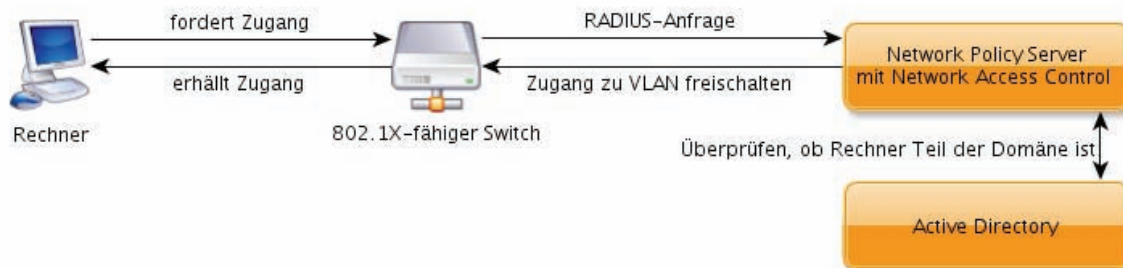 fordert Zugang
RADIUS-Anfrage
Network Policy Server
mit Network Access Control
erhällt Zugang
Zugang zu VLAN freischalten
Rechner
802.1X-fähiger Switch
Überprüfen, ob Rechner Teil der Domäne ist
Active Directory